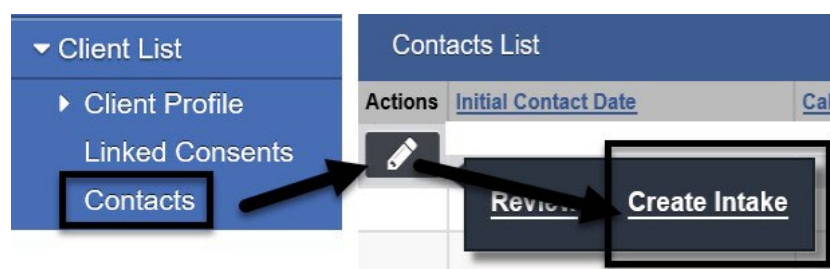 Client List
Client Profile
Linked Consents
Contacts
Contacts List
Actions Initial Contact Date
Create Intake